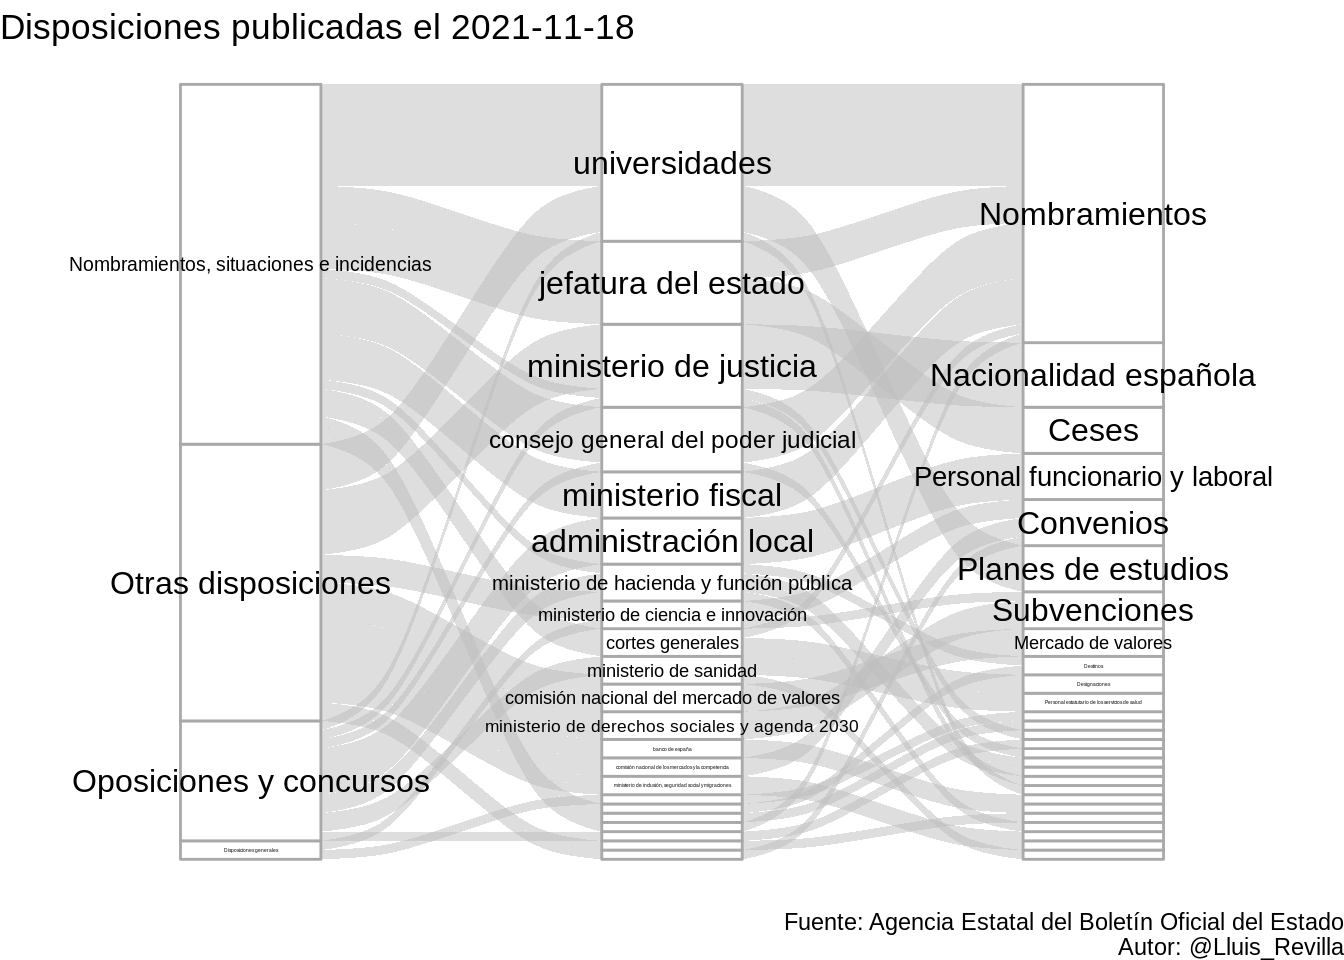 Disposiciones publicadas el 2021-11-18
Nombramientos, situaciones e incidencias
Otras disposiciones
Oposiciones y concursos
Disposiciones generales
universidades
jefatura del estado
ministerio de justicia
consejo general del poder judicial
ministerio fiscal
administración local
ministerio de hacienda y función pública
ministerio de ciencia e innovación
cortes generales
ministerio de sanidad
comisión nacional del mercado de valores
ministerio de derechos sociales y agenda 2030
banco de españa
comisión nacional de los mercados y la competencia
ministerio de inclusión, seguridad social y migraciones
Nombramientos
Nacionalidad española
Ceses
Personal funcionario y laboral
Convenios
Planes de estudios
Subvenciones
Mercado de valores
Destinos
Designaciones
Personal estatutario de los servicios de salud
Fuente: Agencia Estatal del Boletín Oficial del Estado
Autor: @Lluis_Revilla